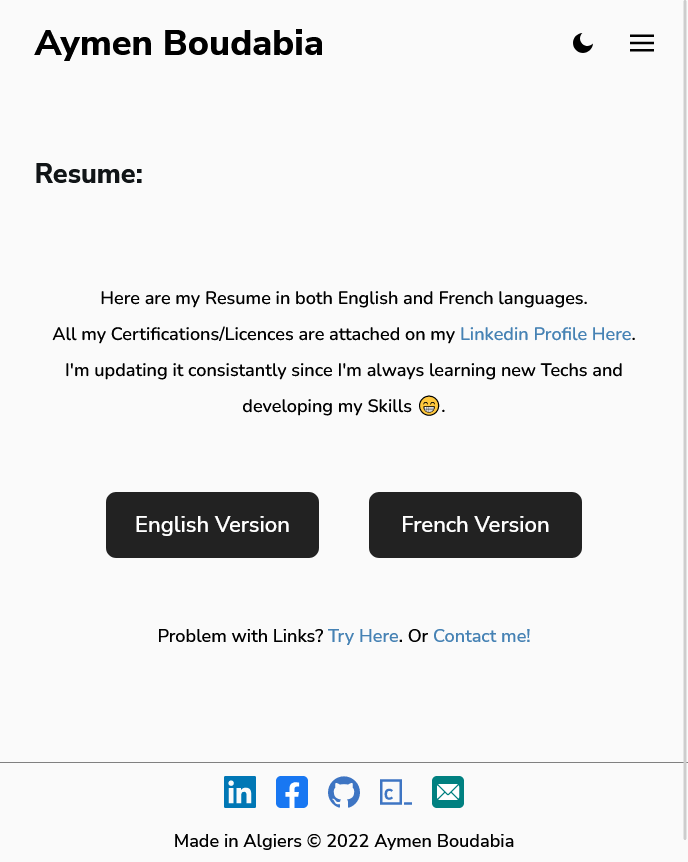 Aymen Boudabia
Resume:
Here are my Resume in both English and French languages.
All my Certifications/Licences are attached on my Linkedin Profile Here.
I'm updating it consistantly since I'm always learning new Techs and
developing my Skills 😁.
English Version
French Version
Problem with Links? Try Here. Or Contact me!
in
f
c_
Made in Algiers © 2022 Aymen Boudabia